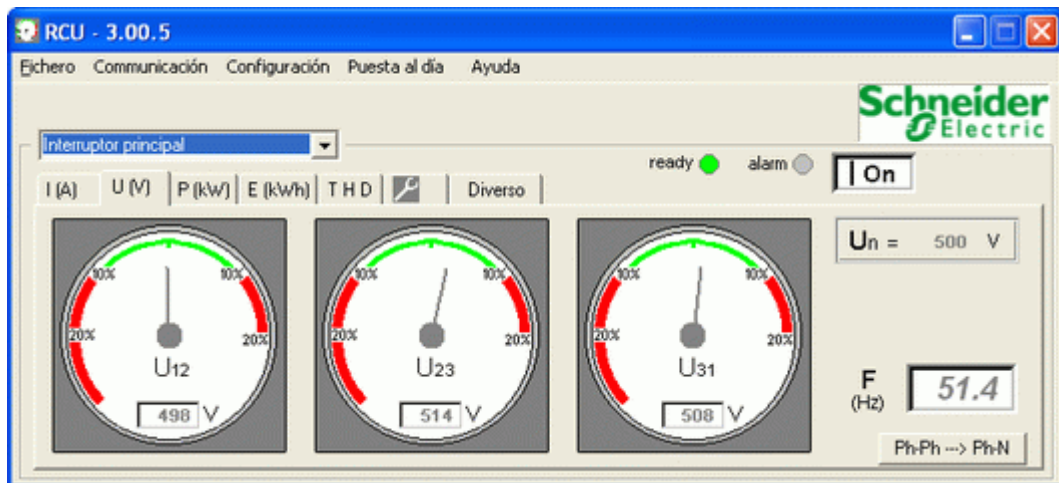 RCU - 3.00.5
Fichero Communicación Configuración Puesta al día Ayuda
Schneider
Electric
Interruptor principal
ready alarm On
I (A) U (V) P (kW) E (kWh) T H D Diverso
10% 10% 10% 10% 10% 10%
20% 20% 20% 20% 20% 20%
U12 U23 U31
498 V 514 V 508 V
Un = 500 V
F
(Hz) 51.4
Ph-Ph ---> Ph-N